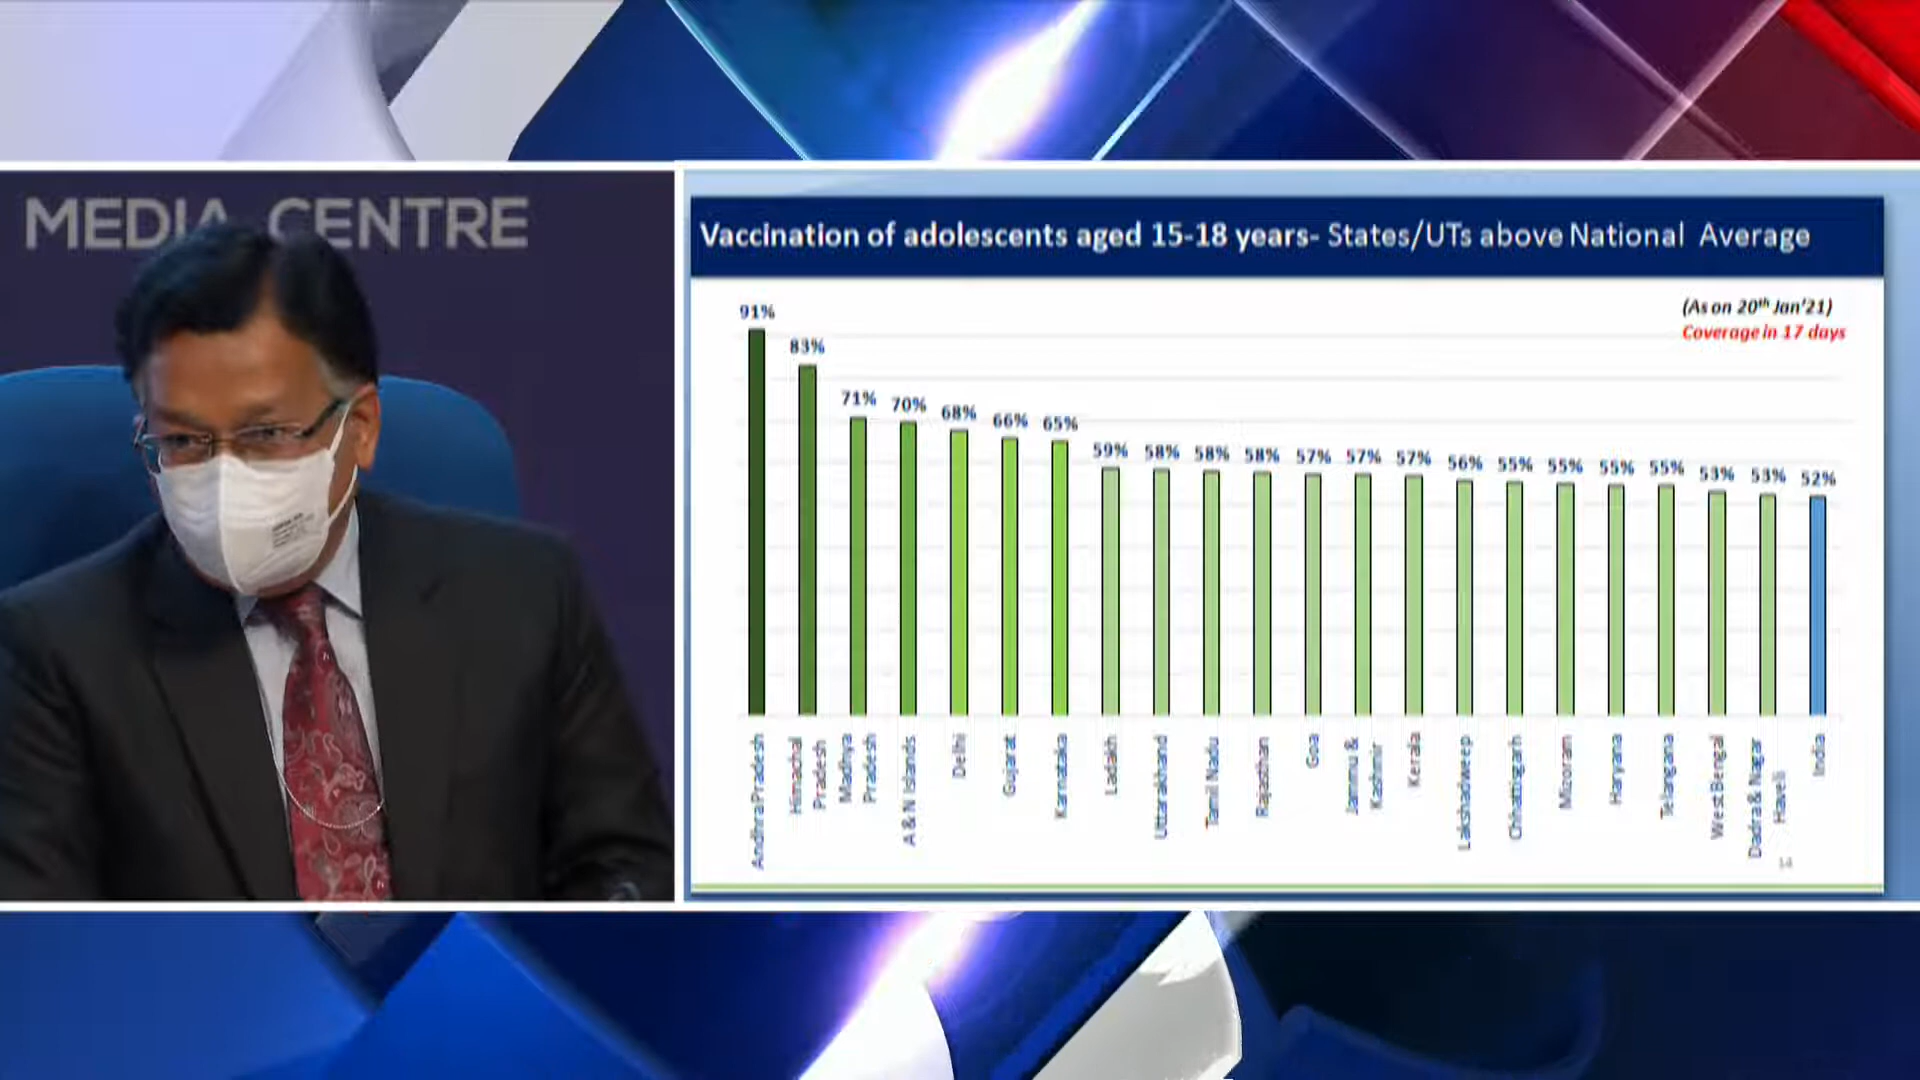 MEDIA CENTRE
Vaccination of adolescents aged 15-18 years- States/UTs above National Average
(As on 20th Jan'21)
Coverage in 17 days
91%
83%
71%
70%
68%
66%
65%
59%
58%
58%
58%
57%
57%
57%
56%
55%
55%
55%
55%
53%
53%
52%
Andhra Pradesh
Himachal
Pradesh
Madhya
Pradesh
A & N Islands
Delhi
Gujarat
Karnataka
Ladakh
Uttarakhand
Tamil Nadu
Rajasthan
Goa
Jammu &
Kashmir
Kerala
Lakshadweep
Chhattisgarh
Mizoram
Haryana
Telangana
West Bengal
Dadra & Nagar
Haveli
India